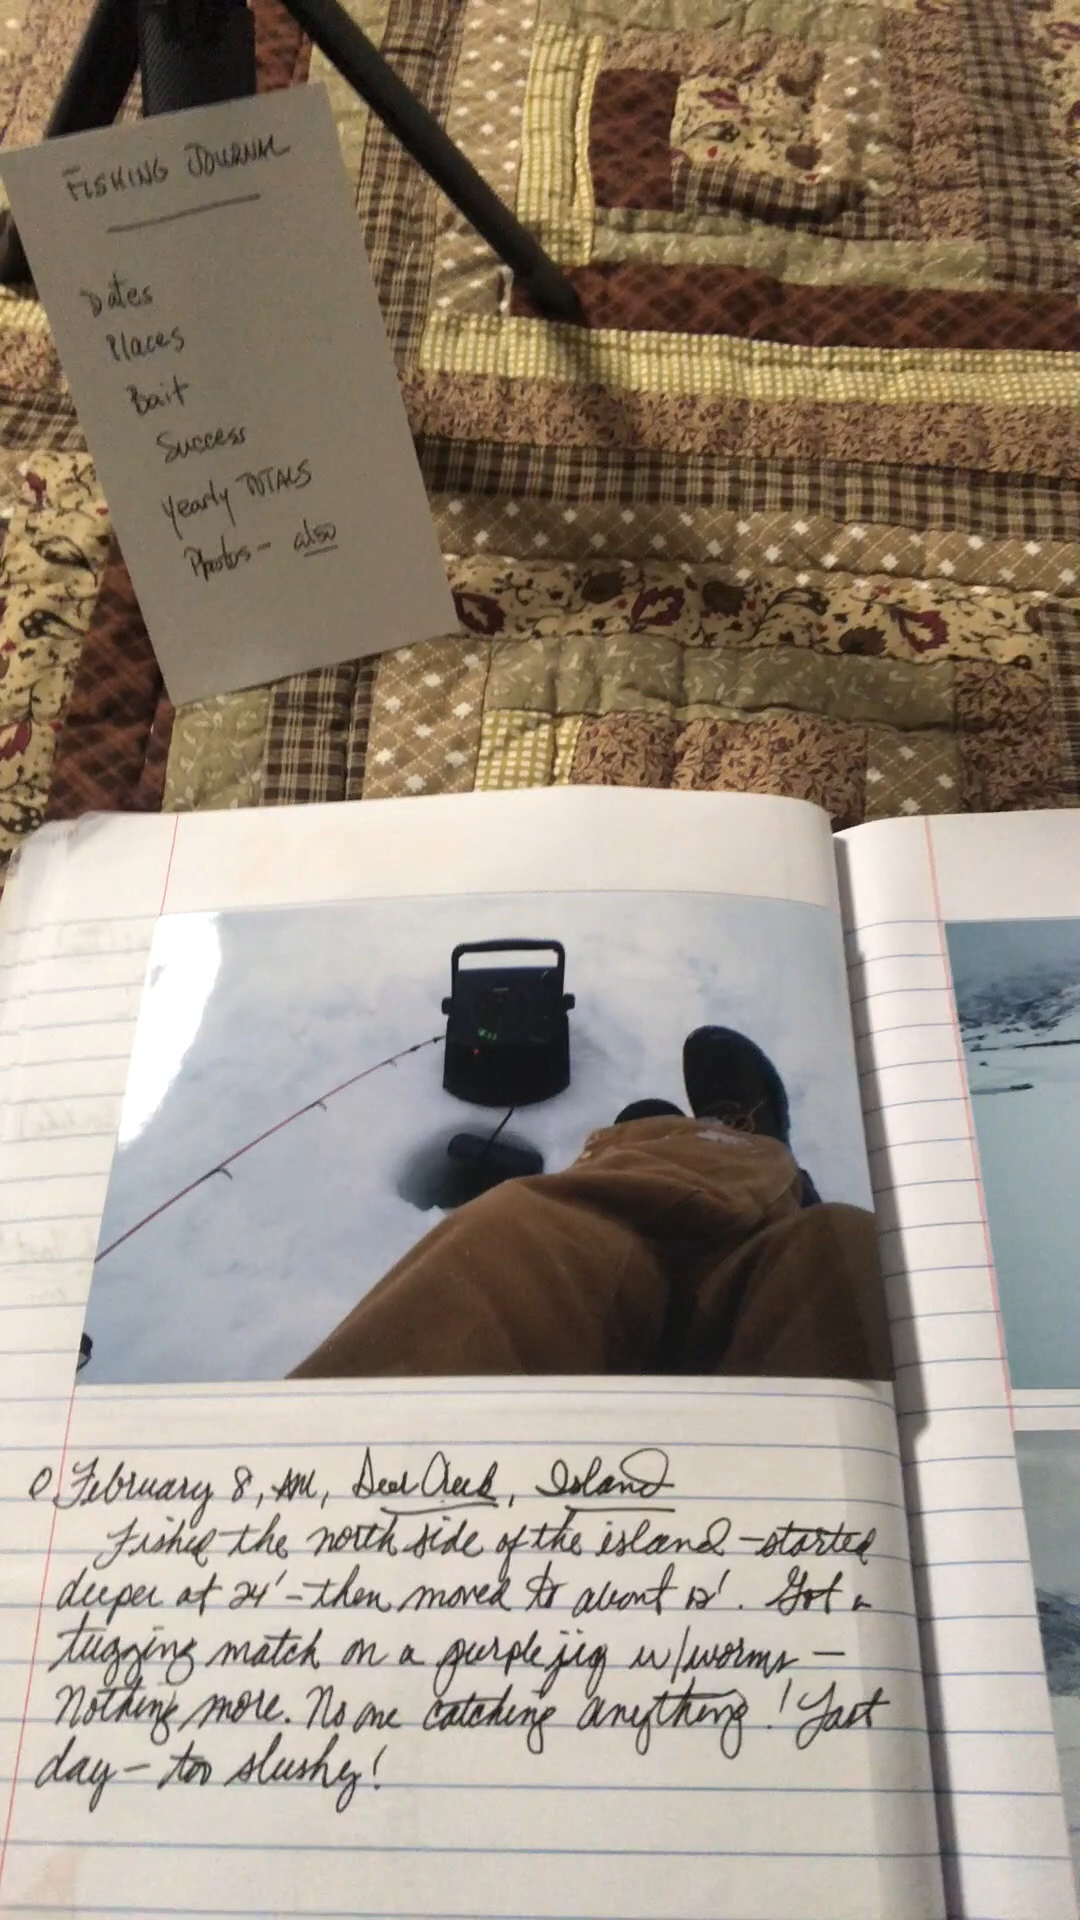 FISHING JOURNAL
Dates
Places
Bait
Success
Yearly TOTALS
Photos - also
0 February 8, AM, Deer Creek, Island
Fished the north side of the island - started
deeper at 24' - then moved to about 12'. Got a
tugging match on a purple jig w/worms -
Nothing more. No one catching anything! Last
day - too slushy!